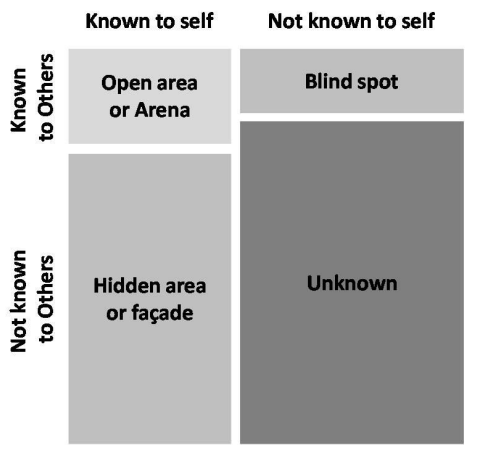 Known to self
Not known to self
Known
to Others
Open area
or Arena
Blind spot
Not known
to Others
Hidden area
or façade
Unknown